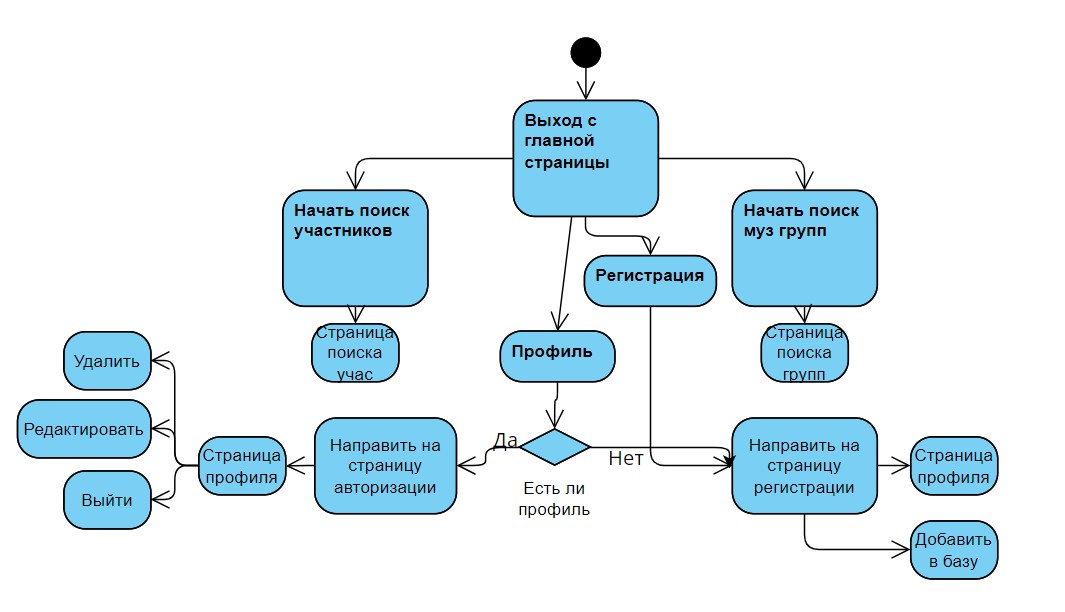 Выход с
главной
страницы
Начать поиск
участников
Начать поиск
муз групп
Регистрация
Страница
поиска
учас
Профиль
Страница
поиска
групп
Удалить
Редактировать
Выйти
Страница
профиля
Направить на
страницу
авторизации
Да
Нет
Есть ли
профиль
Направить на
страницу
регистрации
Страница
профиля
Добавить
в базу